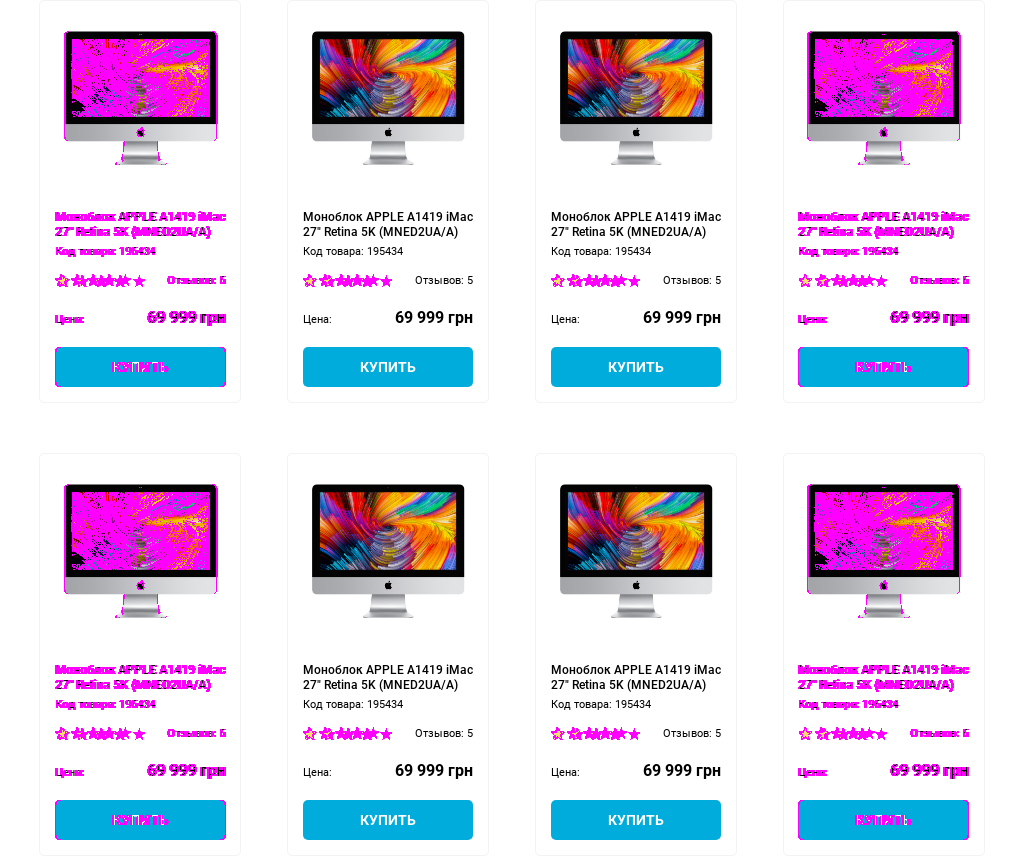 Моноблок APPLE A1419 iMac
27" Retina 5K (MNED2UA/A)
Код товара: 195434
Отзывов: 5
Цена: 69 999 грн
КУПИТЬ
Моноблок APPLE A1419 iMac
27" Retina 5K (MNED2UA/A)
Код товара: 195434
Отзывов: 5
Цена: 69 999 грн
КУПИТЬ
Моноблок APPLE A1419 iMac
27" Retina 5K (MNED2UA/A)
Код товара: 195434
Отзывов: 5
Цена: 69 999 грн
КУПИТЬ
Моноблок APPLE A1419 iMac
27" Retina 5K (MNED2UA/A)
Код товара: 195434
Отзывов: 5
Цена: 69 999 грн
КУПИТЬ
Моноблок APPLE A1419 iMac
27" Retina 5K (MNED2UA/A)
Код товара: 195434
Отзывов: 5
Цена: 69 999 грн
КУПИТЬ
Моноблок APPLE A1419 iMac
27" Retina 5K (MNED2UA/A)
Код товара: 195434
Отзывов: 5
Цена: 69 999 грн
КУПИТЬ
Моноблок APPLE A1419 iMac
27" Retina 5K (MNED2UA/A)
Код товара: 195434
Отзывов: 5
Цена: 69 999 грн
КУПИТЬ
Моноблок APPLE A1419 iMac
27" Retina 5K (MNED2UA/A)
Код товара: 195434
Отзывов: 5
Цена: 69 999 грн
КУПИТЬ